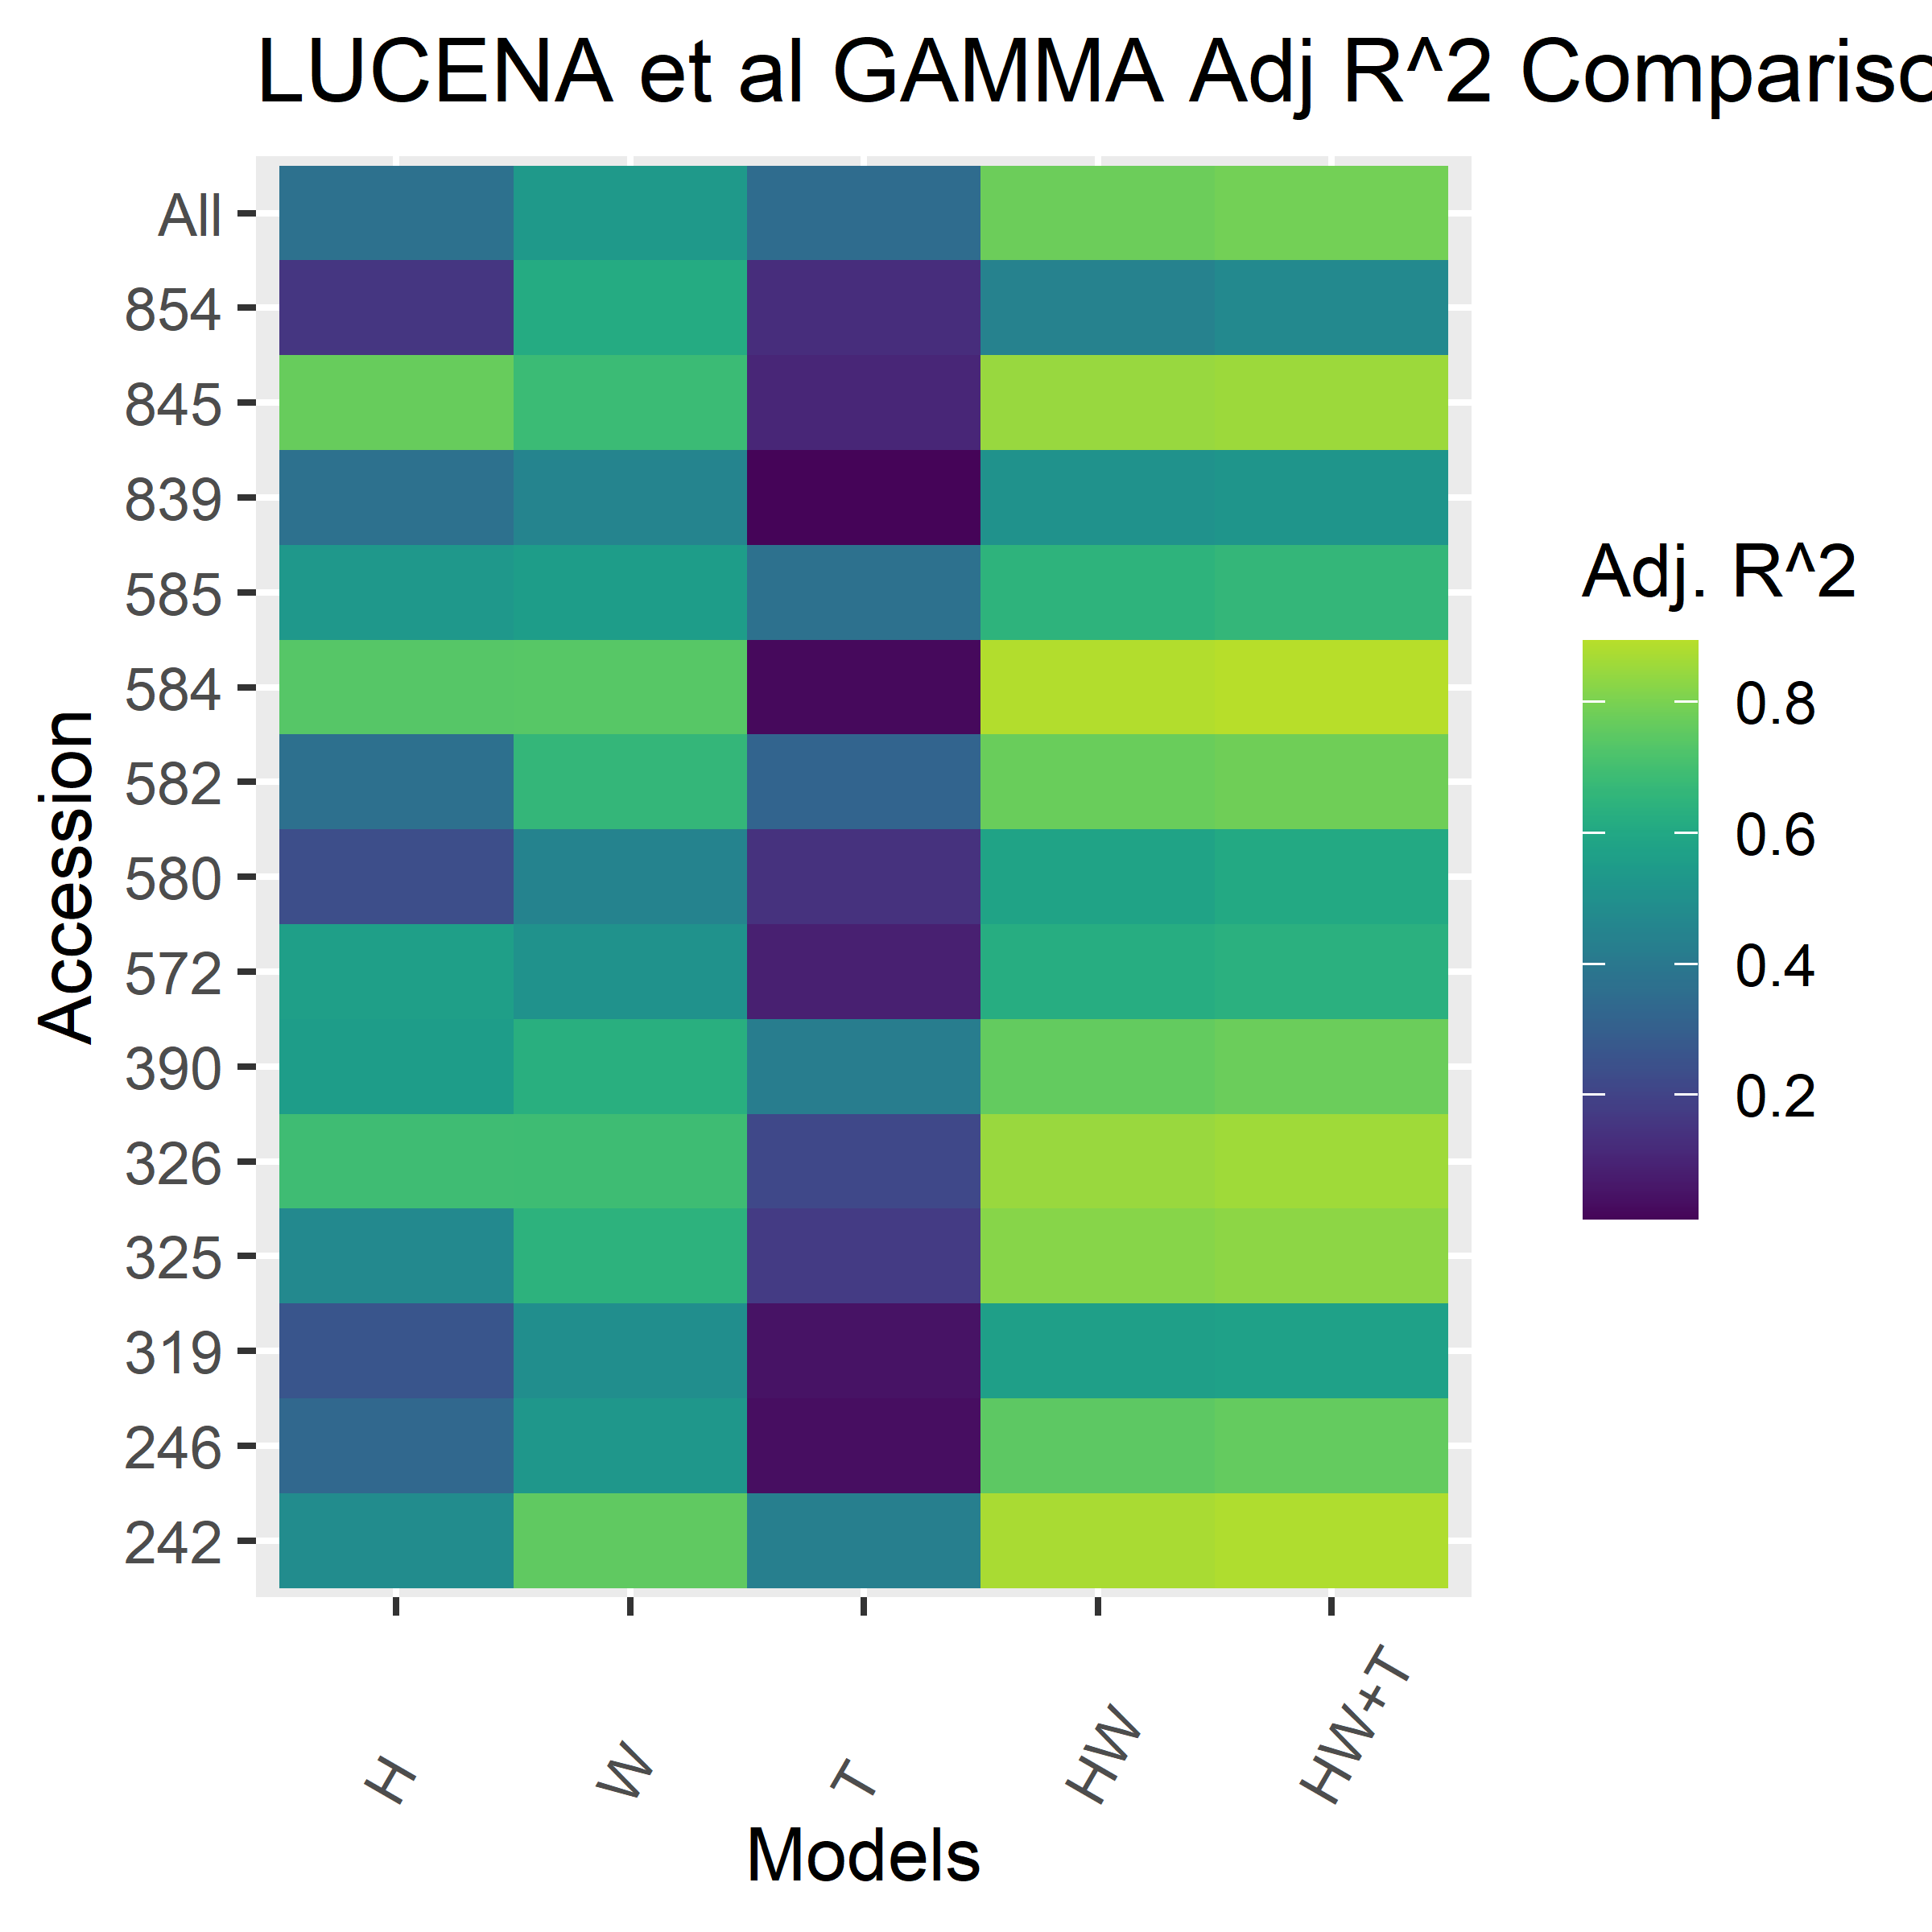 LUCENA et al GAMMA Adj R^2 Compariso
All
854
845
839
585
584
582
580
572
390
326
325
319
246
242
Accession
H
W
T
HW
HW+T
Models
Adj. R^2
0.8
0.6
0.4
0.2